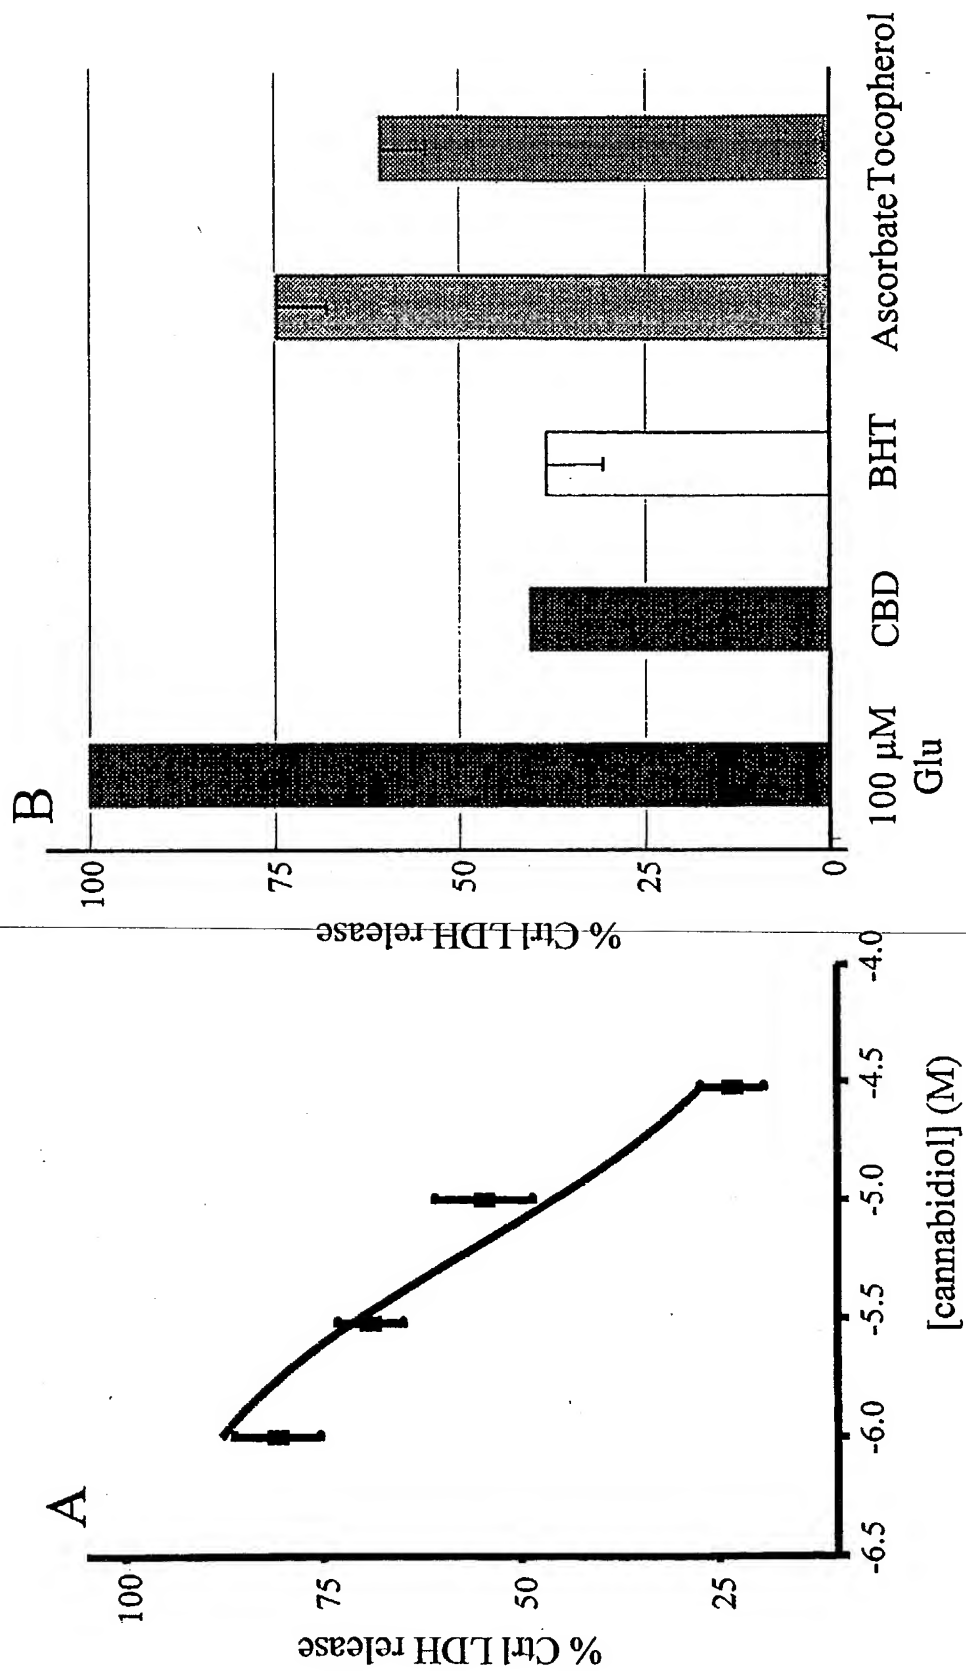 A
% Ctrl LDH release
100
75
50
25
-6.5
-6.0
-5.5
-5.0
-4.5
-4.0
[cannabidiol] (M)
B
% Ctrl LDH release
100
75
50
25
0
100 μM
Glu
CBD
BHT
Ascorbate
Tocopherol